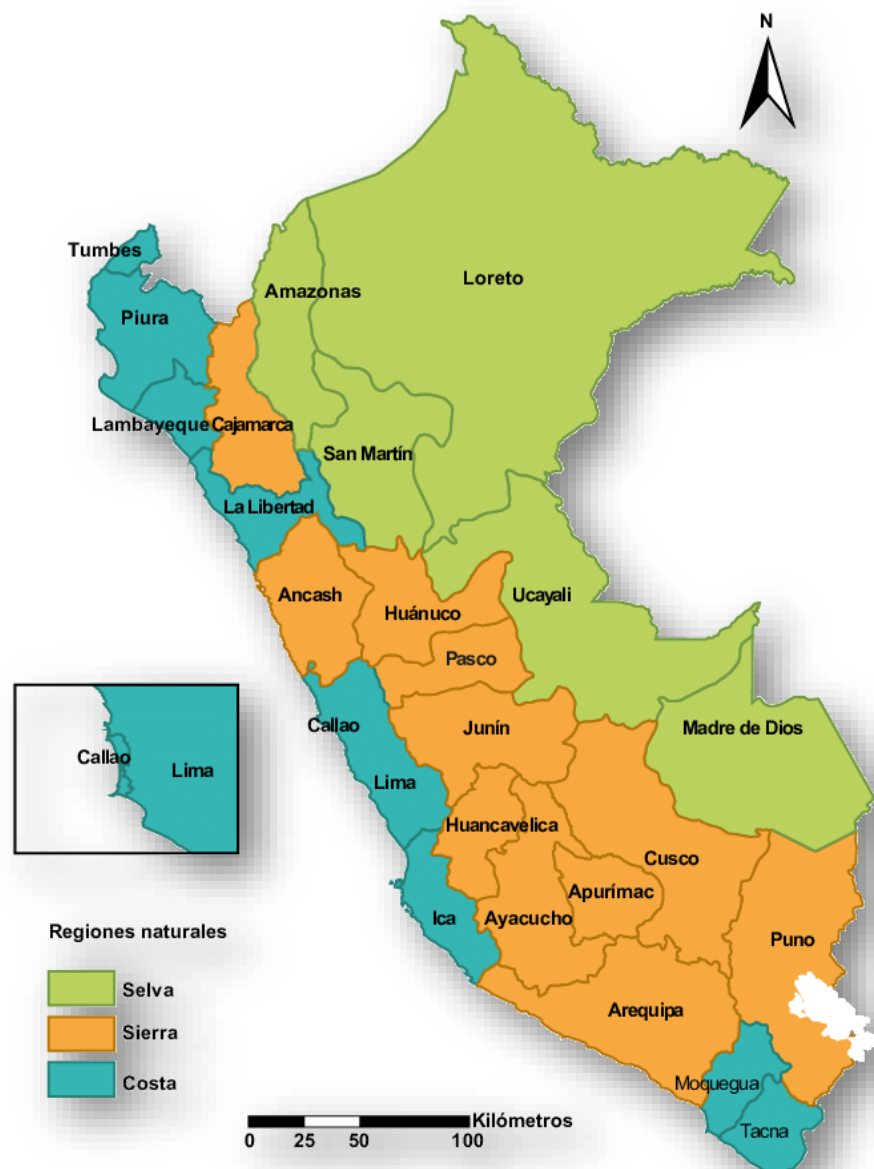 N
Tumbes
Loreto
Amazonas
Piura
Lambayeque
Cajamarca
San Martín
La Libertad
Ancash
Ucayali
Huánuco
Pasco
Callao
Junín
Madre de Dios
Callao
Lima
Lima
Huancavelica
Cusco
Apurímac
Ica
Ayacucho
Puno
Regiones naturales
Selva
Sierra
Costa
Arequipa
Moquegua
Tacna
Kilómetros
0 25 50 100